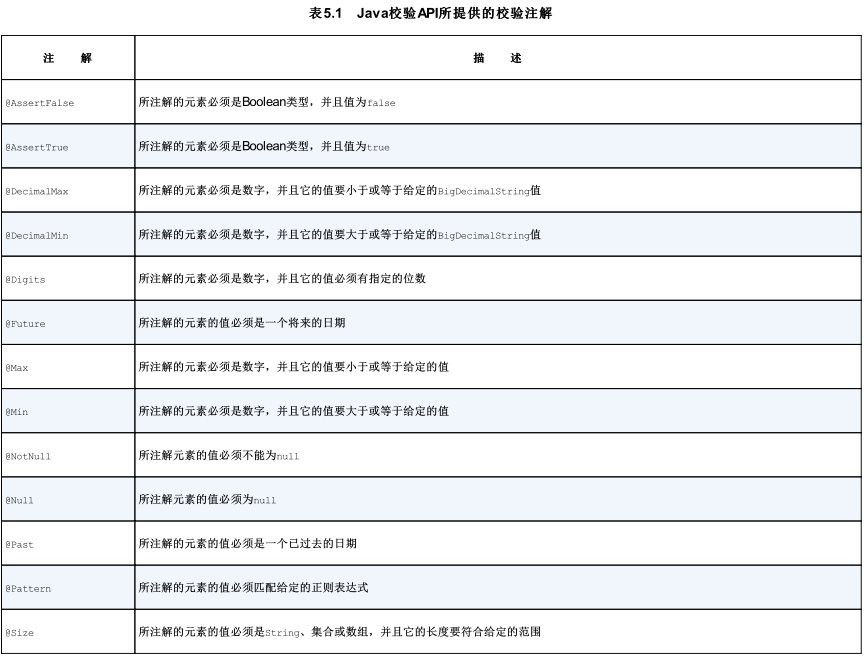 表5.1 Java校验API所提供的校验注解
注 解 描 述
@AssertFalse 所注解的元素必须是Boolean类型，并且值为false
@AssertTrue 所注解的元素必须是Boolean类型，并且值为true
@DecimalMax 所注解的元素必须是数字，并且它的值要小于或等于给定的BigDecimalString值
@DecimalMin 所注解的元素必须是数字，并且它的值要大于或等于给定的BigDecimalString值
@Digits 所注解的元素必须是数字，并且它的值必须有指定的位数
@Future 所注解的元素的值必须是一个将来的日期
@Max 所注解的元素必须是数字，并且它的值要小于或等于给定的值
@Min 所注解的元素必须是数字，并且它的值要大于或等于给定的值
@NotNull 所注解元素的值必须不能为null
@Null 所注解元素的值必须为null
@Past 所注解的元素的值必须是一个已过去的日期
@Pattern 所注解的元素的值必须匹配给定的正则表达式
@Size 所注解的元素的值必须是String、集合或数组，并且它的长度要符合给定的范围